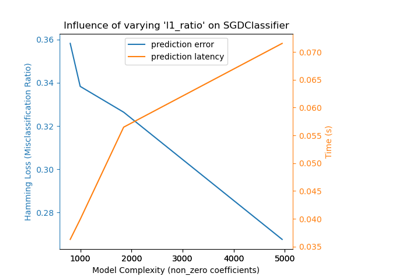 Influence of varying 'l1_ratio' on SGDClassifier
prediction error
prediction latency
Hamming Loss (Misclassification Ratio)
0.36
0.34
0.32
0.30
0.28
0.070
0.065
0.060
0.055
0.050
0.045
0.040
0.035
Time (s)
1000 2000 3000 4000 5000
Model Complexity (non_zero coefficients)